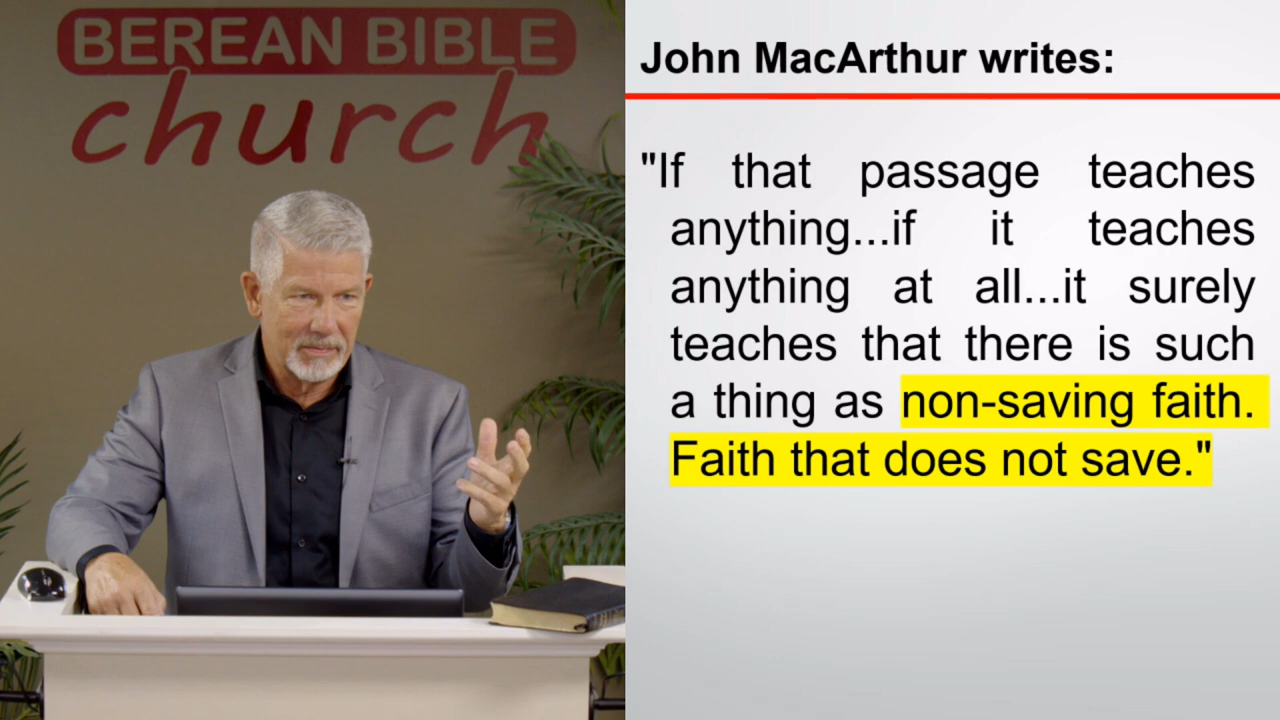 BEREAN BIBLE
church
John MacArthur writes:
"If that passage teaches
anything...if it teaches
anything at all...it surely
teaches that there is such
a thing as non-saving faith.
Faith that does not save."